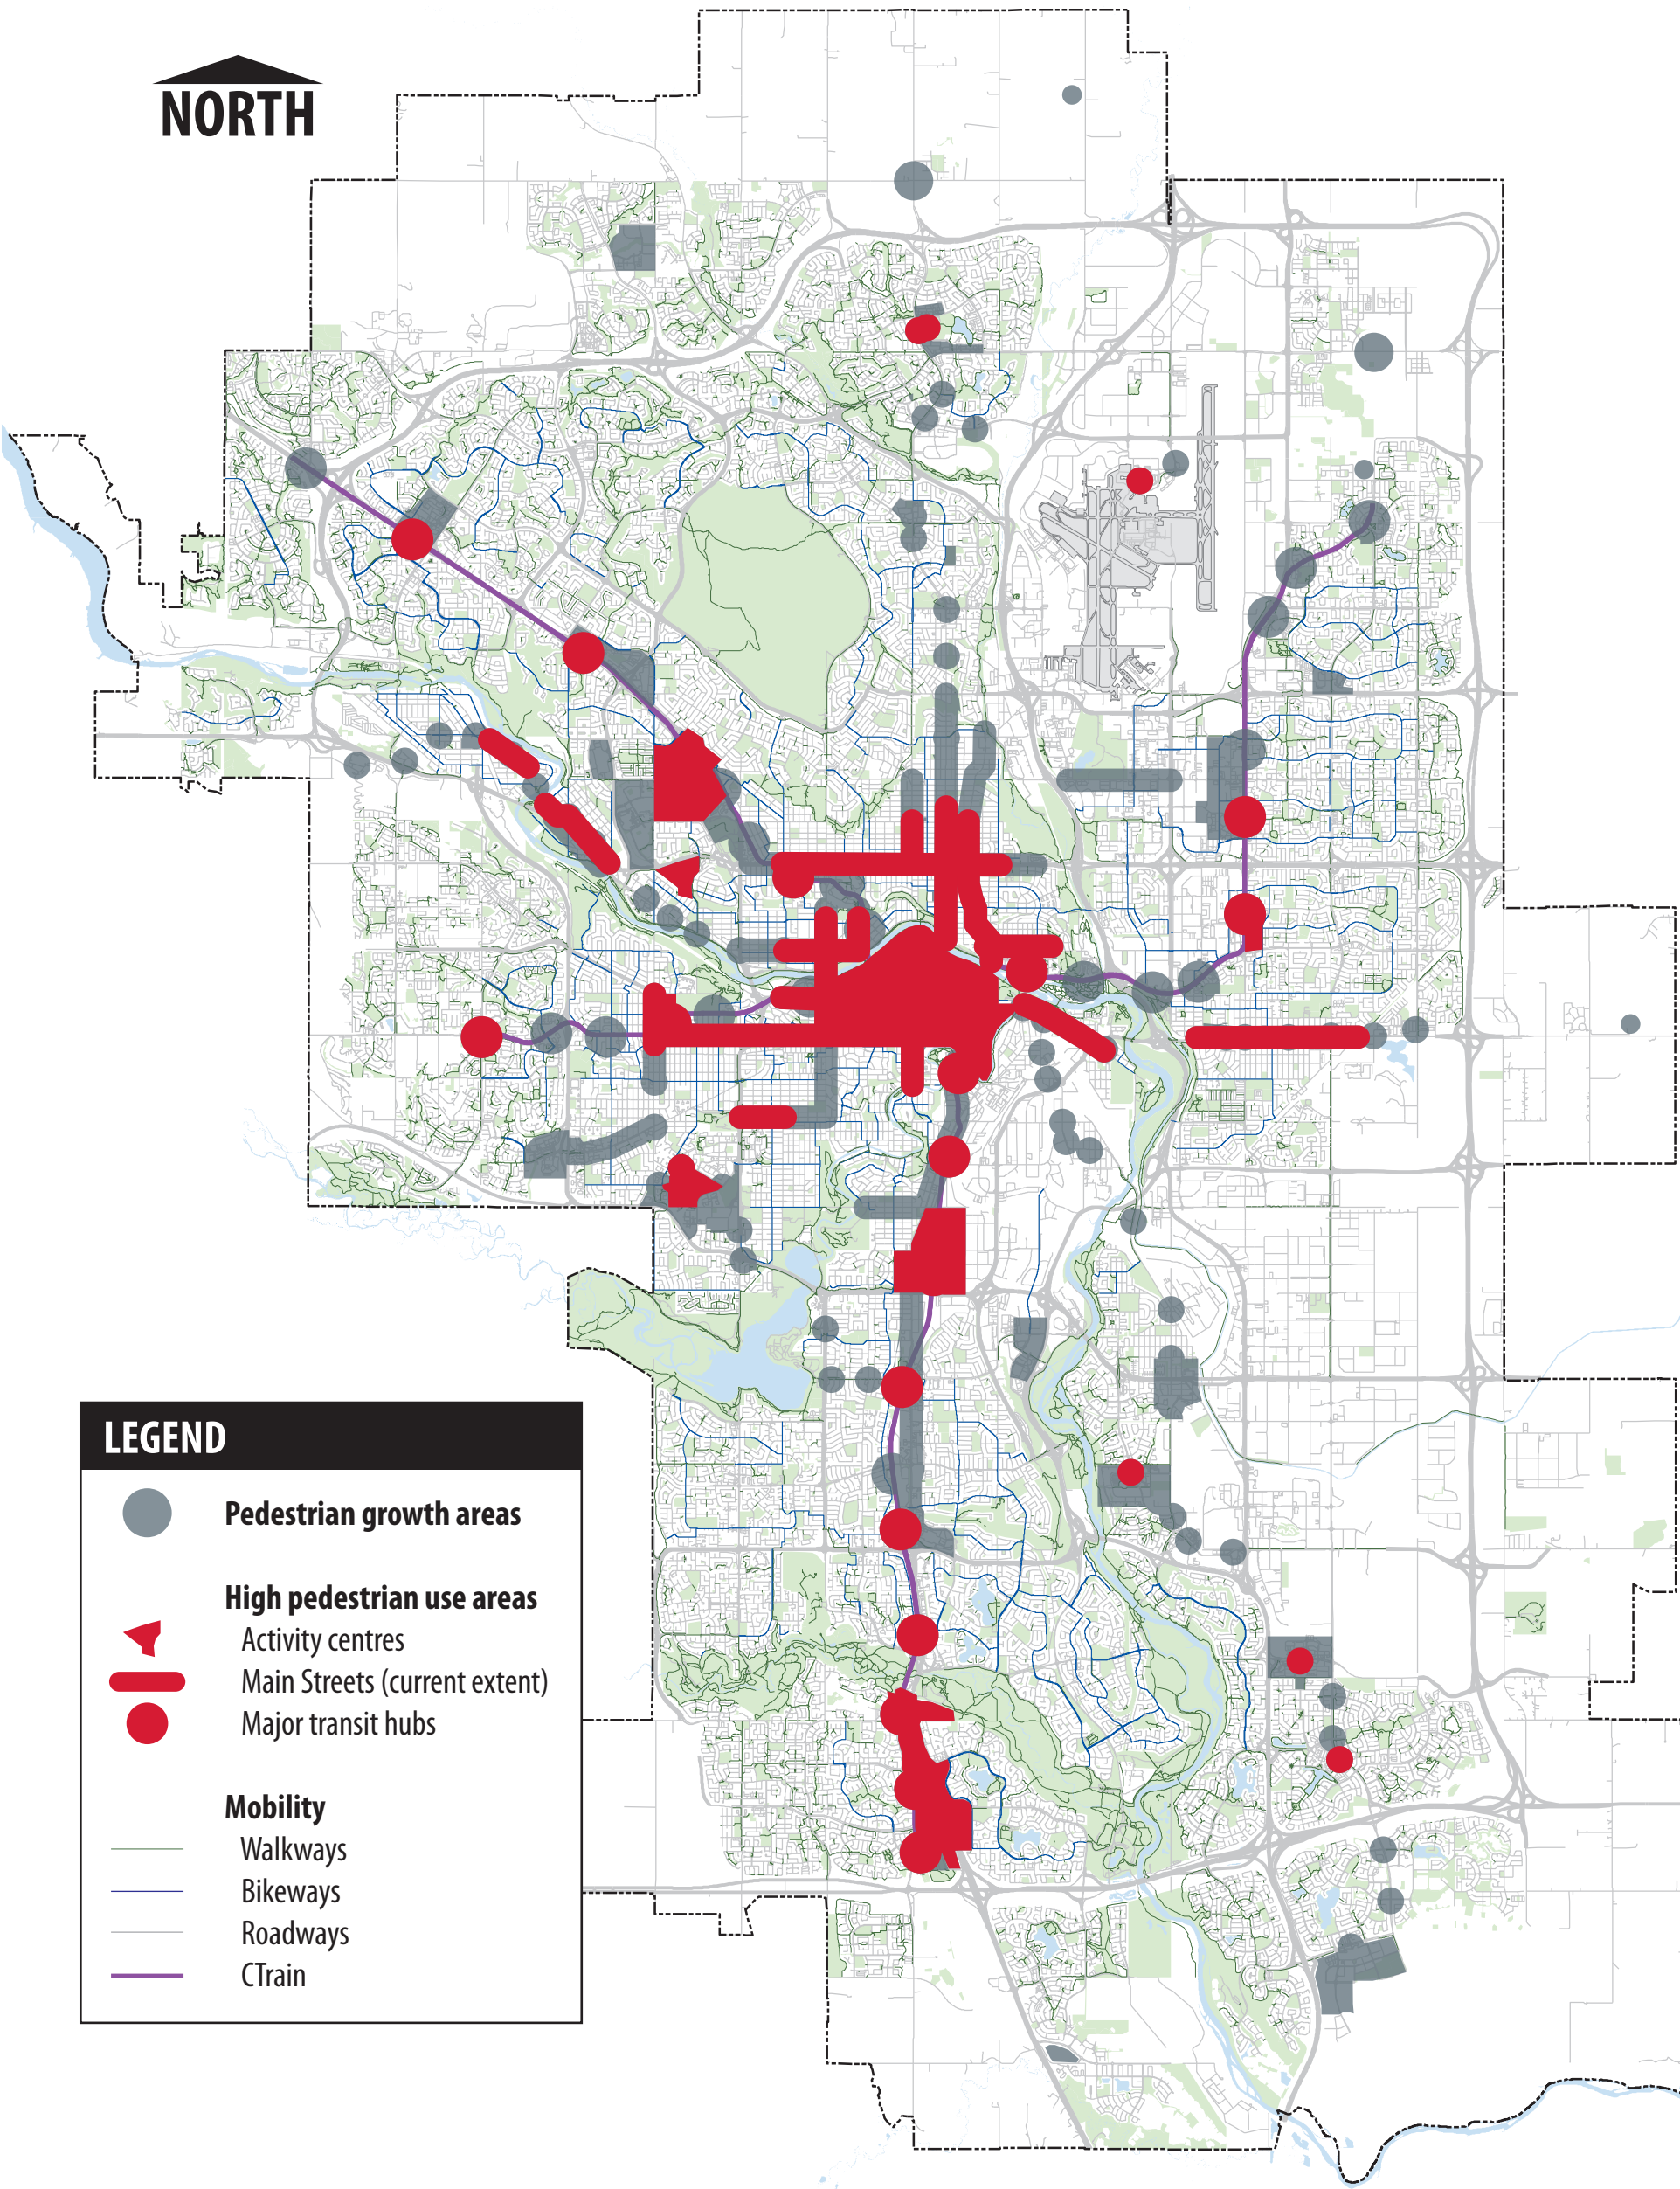 NORTH
LEGEND
Pedestrian growth areas
High pedestrian use areas
Activity centres
Main Streets (current extent)
Major transit hubs
Mobility
Walkways
Bikeways
Roadways
CTrain